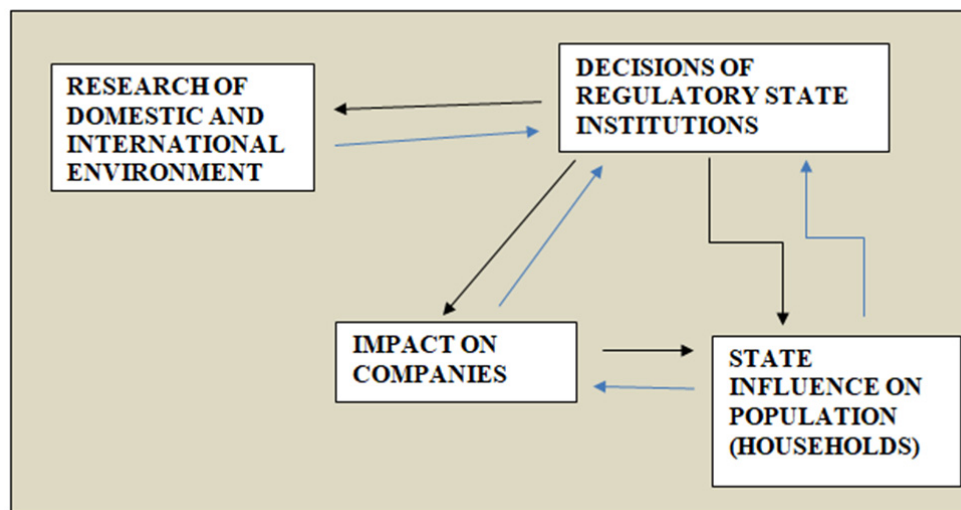 RESEARCH OF
DOMESTIC AND
INTERNATIONAL
ENVIRONMENT
DECISIONS OF
REGULATORY STATE
INSTITUTIONS
IMPACT ON
COMPANIES
STATE
INFLUENCE ON
POPULATION
(HOUSEHOLDS)